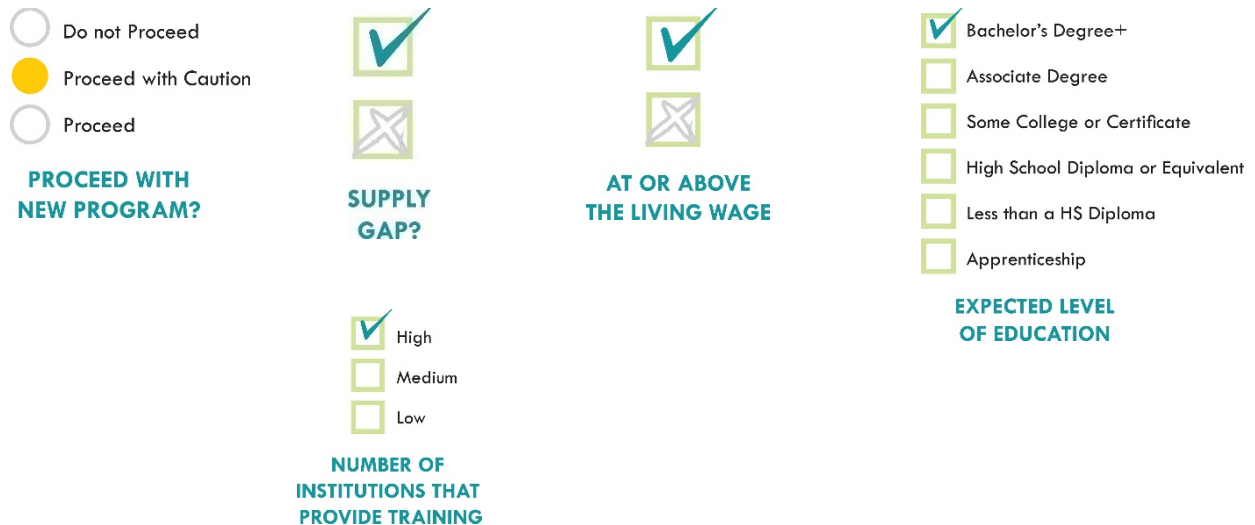 Do not Proceed
Proceed with Caution
Proceed
PROCEED WITH
NEW PROGRAM?
SUPPLY
GAP?
AT OR ABOVE
THE LIVING WAGE
Bachelor's Degree+
Associate Degree
Some College or Certificate
High School Diploma or Equivalent
Less than a HS Diploma
Apprenticeship
EXPECTED LEVEL
OF EDUCATION
High
Medium
Low
NUMBER OF
INSTITUTIONS THAT
PROVIDE TRAINING